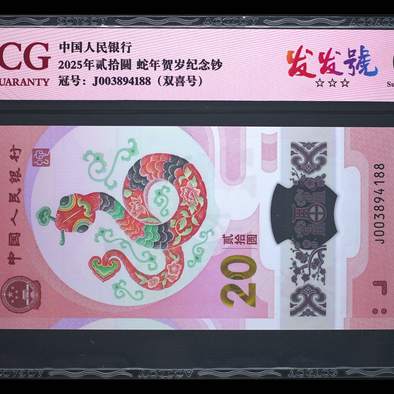 CG
UARANTY
中国人民银行
2025年贰拾圆 蛇年贺岁纪念钞
冠号：J003894188（双喜号）
发发號
☆☆☆
Su
中国人民银行
贰拾圆
20
J003894188